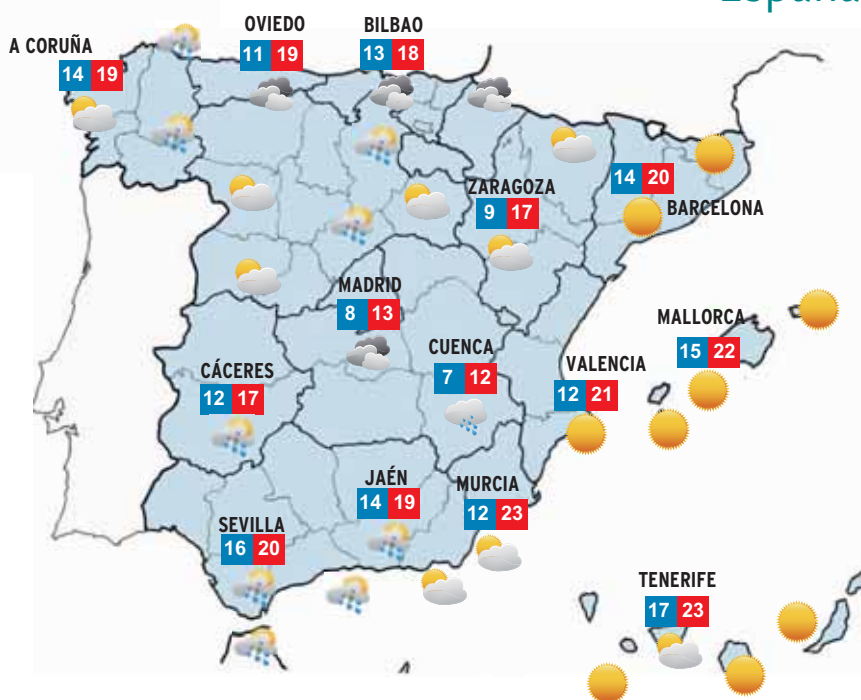 España
OVIEDO
11 19
BILBAO
13 18
A CORUÑA
14 19
ZARAGOZA
9 17
14 20
BARCELONA
MADRID
8 13
MALLORCA
15 22
CUENCA
7 12
VALENCIA
12 21
CÁCERES
12 17
JAÉN
14 19
MURCIA
12 23
SEVILLA
16 20
TENERIFE
17 23